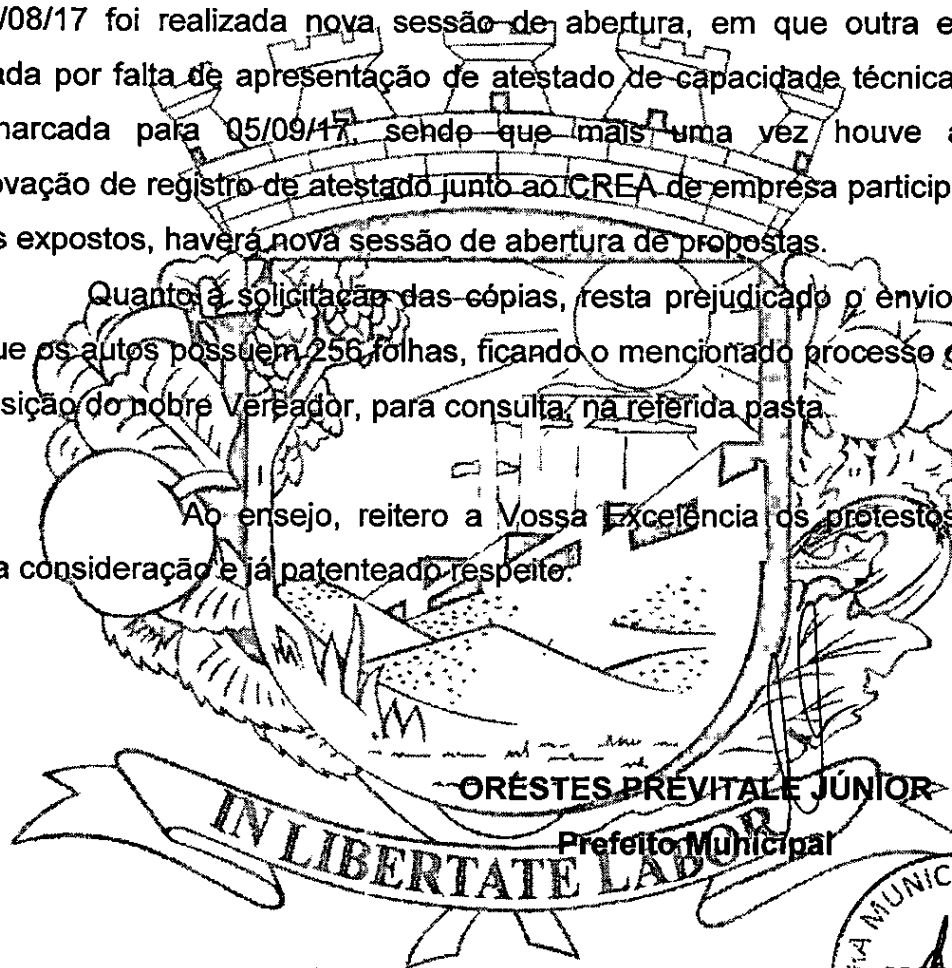 /08/17 foi realizada nova sessão de abertura, em que outra e
ada por falta de apresentação de atestado de capacidade técnica
narcada para 05/09/17, sendo que mais uma vez houve a
ovação de registro de atestado junto ao CREA de empresa particip
s expostos, haverá nova sessão de abertura de propostas.
Quanto à solicitação das cópias, resta prejudicado o envio
ue os autos possuem 256 folhas, ficando o mencionado processo
sição do nobre Vereador, para consulta, na referida pasta.
Ao ensejo, reitero a Vossa Excelência os protestos
a consideração e já patenteado respeito.
ORESTES PREVITALE JÚNIOR
Prefeito Municipal
IN LIBERTATE LABOR
MUNIC